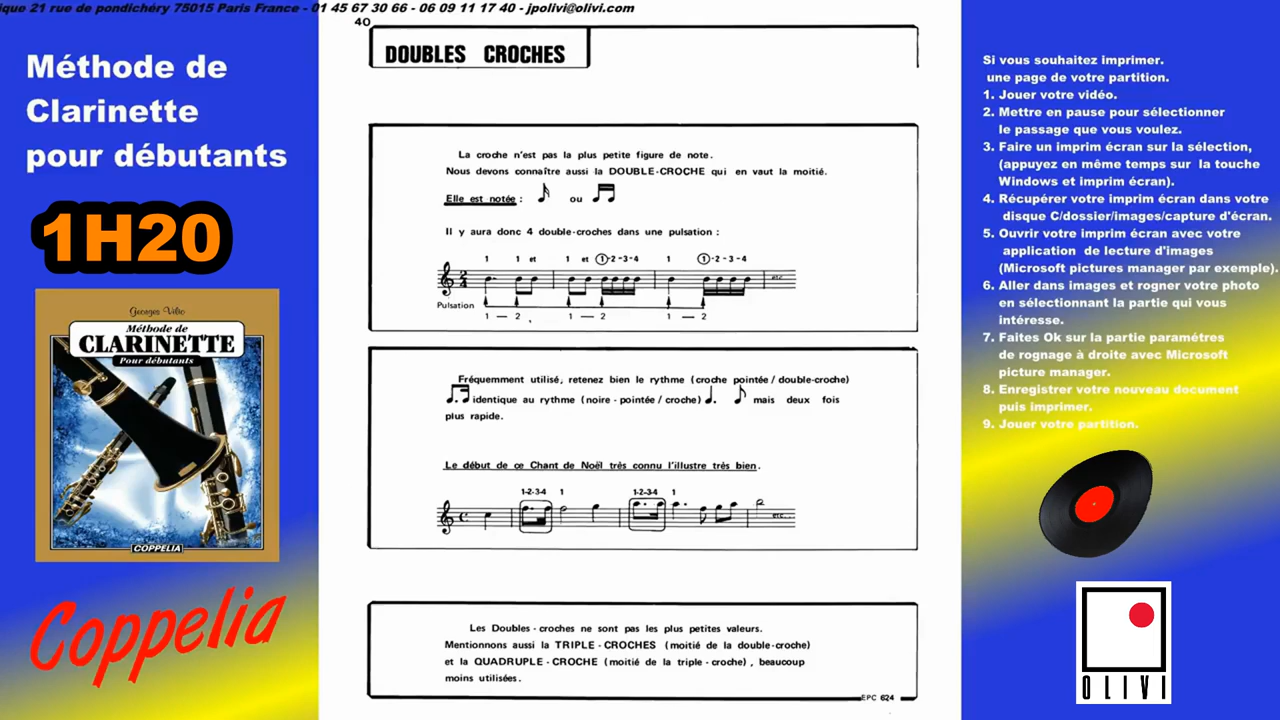 ique 21 rue de pondichéry 75015 Paris France - 01 45 67 30 66 - 06 09 11 17 40 - jpolivi@olivi.com
Méthode de
Clarinette
pour débutants
1H20
Georges Vilio
Méthode de
CLARINETTE
Pour débutants
COPPELIA
Coppelia
40
DOUBLES CROCHES
La croche n'est pas la plus petite figure de note.
Nous devons connaître aussi la DOUBLE-CROCHE qui en vaut la moitié.
Elle est notée : ou
Il y aura donc 4 double-croches dans une pulsation :
1 1 et 1 et 1-2-3-4 1 1-2-3-4
2
4
etc
Pulsation
1 — 2 1 — 2 1 — 2
Fréquemment utilisé, retenez bien le rythme (croche pointée / double-croche)
identique au rythme (noire - pointée / croche) mais deux fois
plus rapide.
Le début de ce Chant de Noël très connu l'illustre très bien.
1-2-3-4 1 1-2-3-4 1
etc.
Les Doubles - croches ne sont pas les plus petites valeurs.
Mentionnons aussi la TRIPLE - CROCHES (moitié de la double-croche)
et la QUADRUPLE - CROCHE (moitié de la triple - croche) , beaucoup
moins utilisées.
EPC 624
Si vous souhaitez imprimer.
une page de votre partition.
1. Jouer votre vidéo.
2. Mettre en pause pour sélectionner
le passage que vous voulez.
3. Faire un imprim écran sur la sélection,
(appuyez en même temps sur la touche
Windows et imprim écran).
4. Récupérer votre imprim écran dans votre
disque C/dossier/images/capture d'écran.
5. Ouvrir votre imprim écran avec votre
application de lecture d'images
(Microsoft pictures manager par exemple).
6. Aller dans images et rogner votre photo
en sélectionnant la partie qui vous
intéresse.
7. Faites Ok sur la partie paramétres
de rognage à droite avec Microsoft
picture manager.
8. Enregistrer votre nouveau document
puis imprimer.
9. Jouer votre partition.
OLIVI